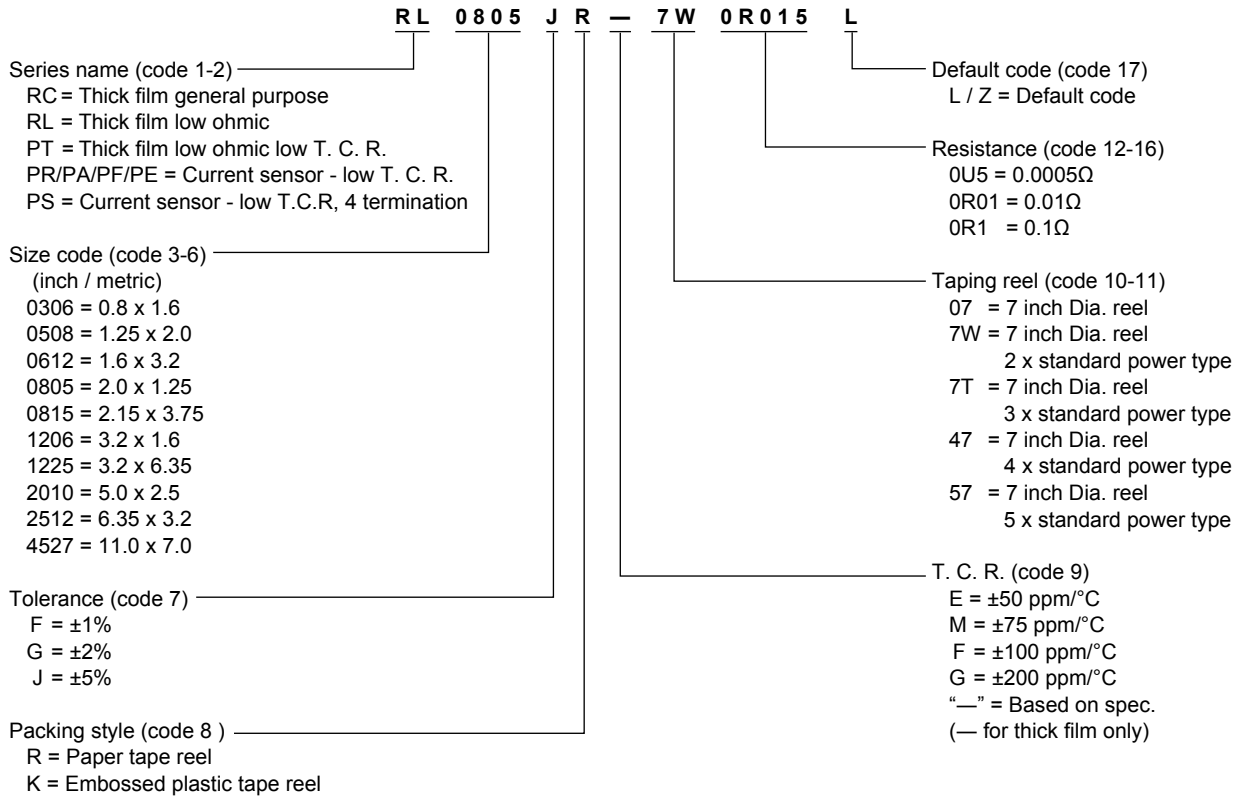 RL 0805 J R — 7W 0R015 L
Series name (code 1-2)
RC = Thick film general purpose
RL = Thick film low ohmic
PT = Thick film low ohmic low T. C. R.
PR/PA/PF/PE = Current sensor - low T. C. R.
PS = Current sensor - low T.C.R, 4 termination
Size code (code 3-6)
(inch / metric)
0306 = 0.8 x 1.6
0508 = 1.25 x 2.0
0612 = 1.6 x 3.2
0805 = 2.0 x 1.25
0815 = 2.15 x 3.75
1206 = 3.2 x 1.6
1225 = 3.2 x 6.35
2010 = 5.0 x 2.5
2512 = 6.35 x 3.2
4527 = 11.0 x 7.0
Tolerance (code 7)
F = ±1%
G = ±2%
J = ±5%
Packing style (code 8 )
R = Paper tape reel
K = Embossed plastic tape reel
Default code (code 17)
L / Z = Default code
Resistance (code 12-16)
0U5 = 0.0005Ω
0R01 = 0.01Ω
0R1 = 0.1Ω
Taping reel (code 10-11)
07 = 7 inch Dia. reel
7W = 7 inch Dia. reel
2 x standard power type
7T = 7 inch Dia. reel
3 x standard power type
47 = 7 inch Dia. reel
4 x standard power type
57 = 7 inch Dia. reel
5 x standard power type
T. C. R. (code 9)
E = ±50 ppm/°C
M = ±75 ppm/°C
F = ±100 ppm/°C
G = ±200 ppm/°C
“—” = Based on spec.
(— for thick film only)